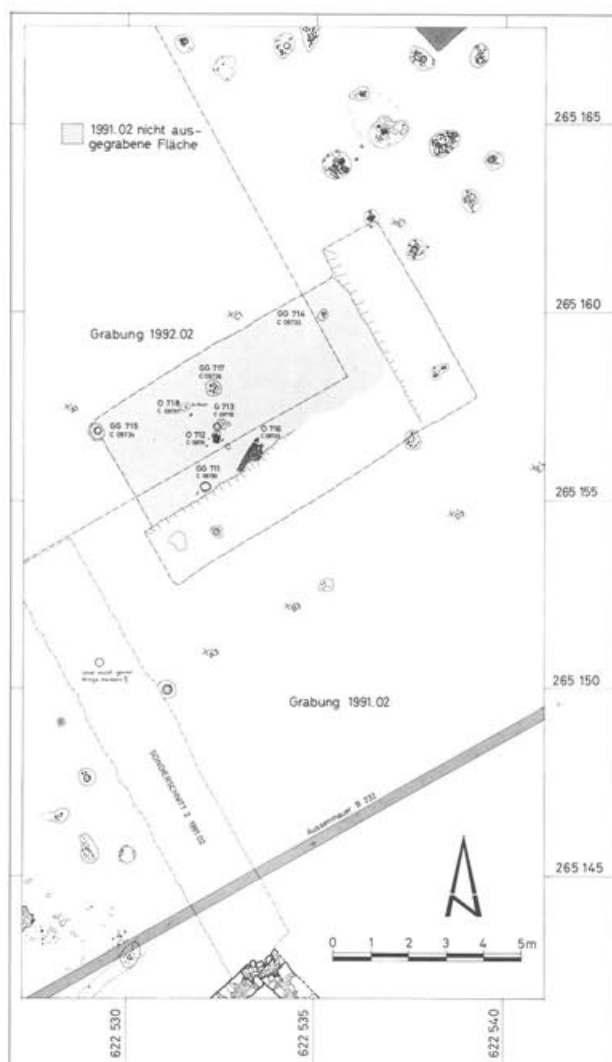 1991.02 nicht aus-
gegrabene Fläche
265 165
265 160
Grabung 1992.02
GG 714
GG 717
O 718
G 713
GG 715
O 712
O 716
GG 711
265 155
265 150
Grabung 1991.02
SONDIERSCHNITT 2 1991.02
Aussenmauer B 232
265 145
N
0 1 2 3 4 5m
622 530
622 535
622 540